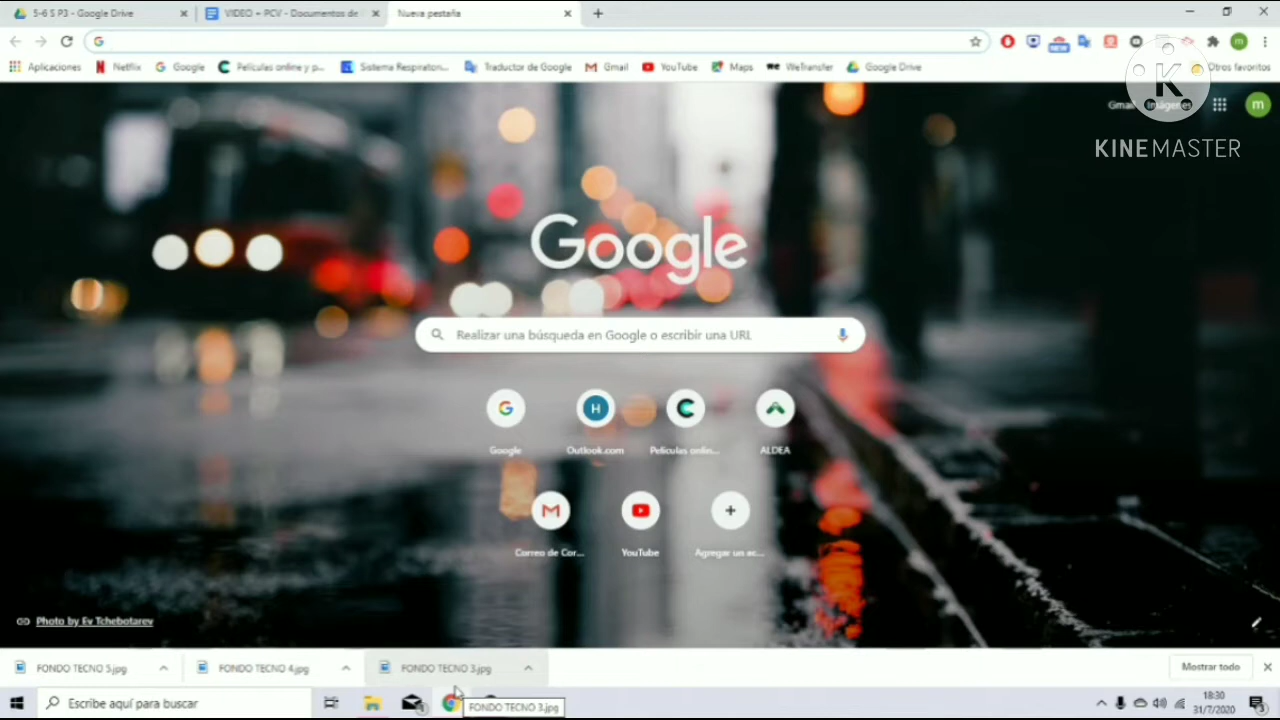 5-6 S P3 - Google Drive
VIDEO + PCV - Documentos de
Nueva pestaña
Aplicaciones
Netflix
Google
Películas online y p...
Sistema Respiraton...
Traductor de Google
Gmail
YouTube
Maps
WeTransfer
Google Drive
Otros favoritos
Gmail
Imágenes
m
KINEMASTER
Google
Realizar una búsqueda en Google o escribir una URL
Google
Outlook.com
Películas onlin...
ALDEA
Correo de Cor...
YouTube
Agregar un ac...
Photo by Ev Tchebotarev
FONDO TECNO 5.jpg
FONDO TECNO 4.jpg
FONDO TECNO 3.jpg
Mostrar todo
Escribe aquí para buscar
FONDO TECNO 3.jpg
18:30
31/7/2020